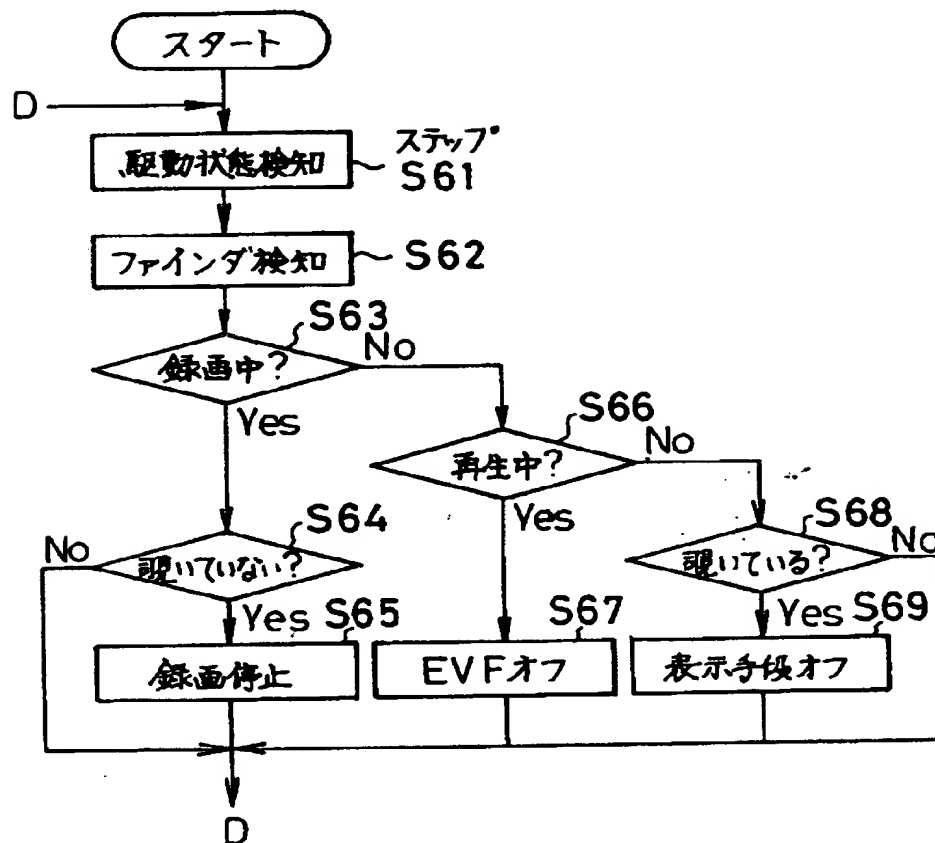 スタート
D
駆動状態検知
ステップ
S61
ファインダ検知
S62
S63
録画中?
No
Yes
S66
再生中?
No
Yes
S64
No
覗いていない?
Yes
S65
録画停止
S67
EVFオフ
S68
No
覗いている?
Yes
S69
表示手段オフ
D